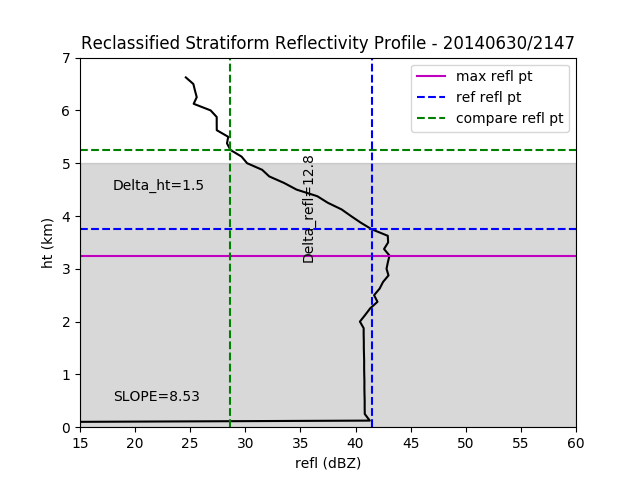 Reclassified Stratiform Reflectivity Profile - 20140630/2147
max refl pt
ref refl pt
compare refl pt
Delta_ht=1.5
Delta_refl=12.8
SLOPE=8.53
ht (km)
7
6
5
4
3
2
1
0
15 20 25 30 35 40 45 50 55 60
refl (dBZ)